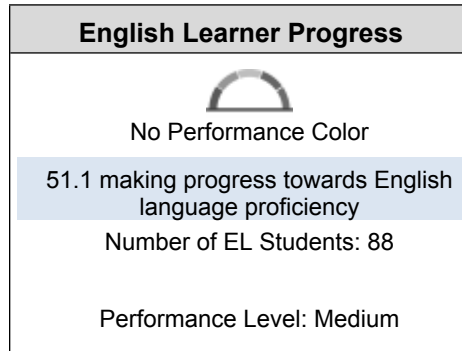 English Learner Progress
No Performance Color
51.1 making progress towards English
language proficiency
Number of EL Students: 88
Performance Level: Medium